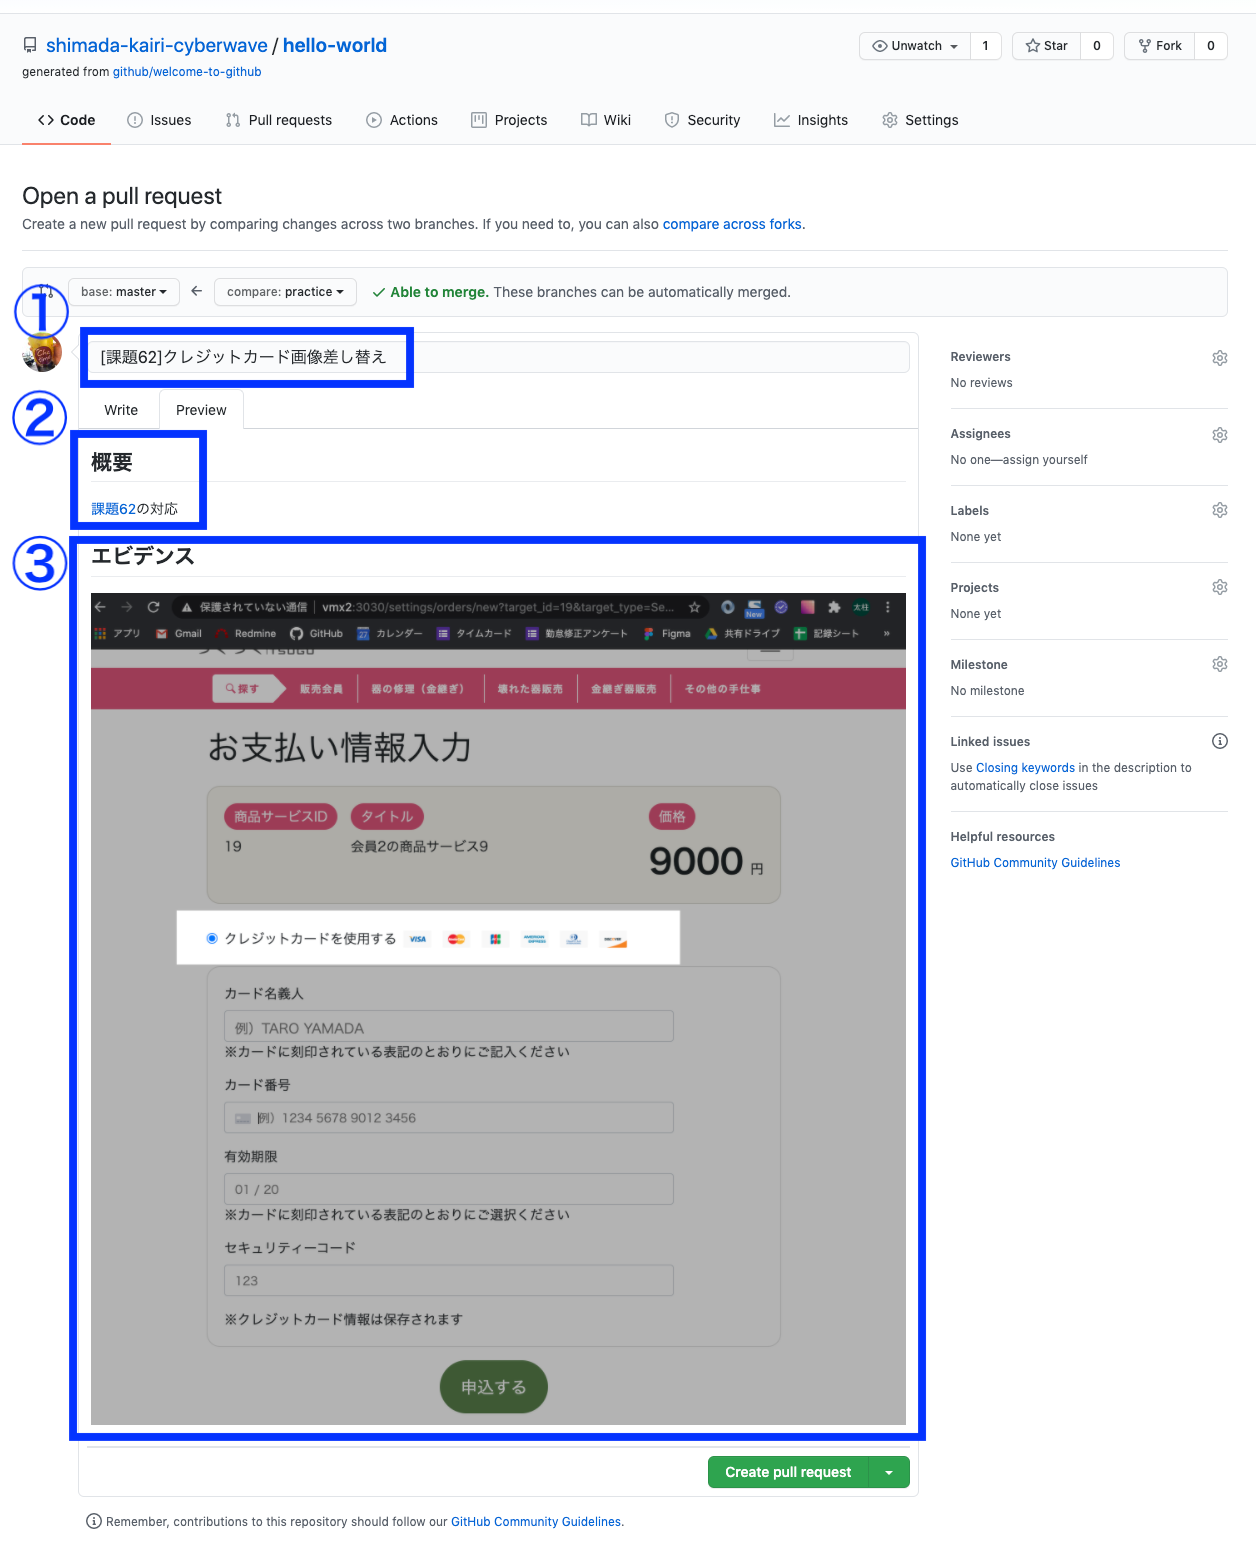 shimada-kairi-cyberwave / hello-world
Unwatch 1 Star 0 Fork 0
generated from github/welcome-to-github
Code Issues Pull requests Actions Projects Wiki Security Insights Settings
Open a pull request
Create a new pull request by comparing changes across two branches. If you need to, you can also compare across forks.
base: master ← compare: practice Able to merge. These branches can be automatically merged.
①
[課題62]クレジットカード画像差し替え
②
Write Preview
概要
課題62の対応
③
エビデンス
保護されていない通信 | vmx2:3030/settings/orders/new?target_id=19&target_type=Se...
New
アプリ Gmail Redmine GitHub カレンダー タイムカード 勤怠修正アンケート Figma 共有ドライブ 記録シート »
探す 販売会員 器の修理（金継ぎ） 壊れた器販売 金継ぎ器販売 その他の手仕事
お支払い情報入力
商品サービスID タイトル 価格
19 会員2の商品サービス9 9000 円
クレジットカードを使用する VISA
カード名義人
例）TARO YAMADA
※カードに刻印されている表記のとおりにご記入ください
カード番号
例）1234 5678 9012 3456
有効期限
01 / 20
※カードに刻印されている表記のとおりにご選択ください
セキュリティーコード
123
※クレジットカード情報は保存されます
申込する
Create pull request
Remember, contributions to this repository should follow our GitHub Community Guidelines.
Reviewers
No reviews
Assignees
No one—assign yourself
Labels
None yet
Projects
None yet
Milestone
No milestone
Linked issues
Use Closing keywords in the description to
automatically close issues
Helpful resources
GitHub Community Guidelines